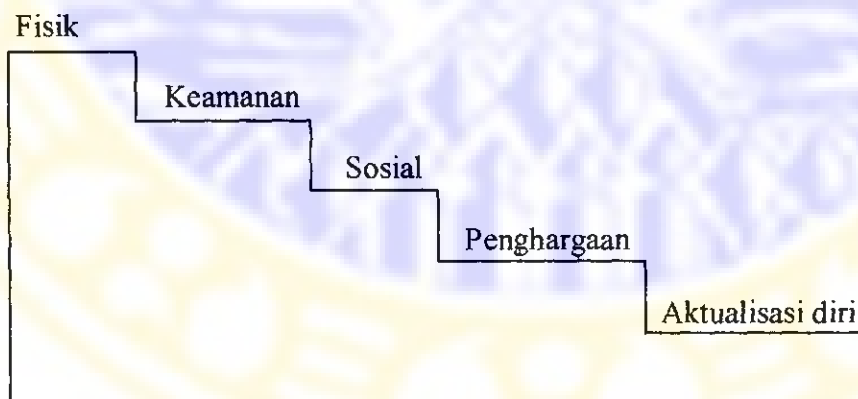 Fisik
Keamanan
Sosial
Penghargaan
Aktualisasi diri